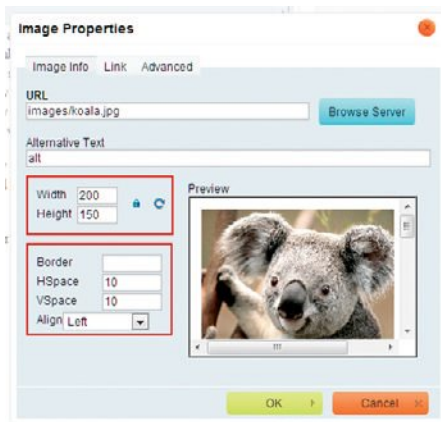 Image Properties
Image Info Link Advanced
URL
images/koala.jpg
Browse Server
Alternative Text
alt
Width 200
Height 150
Preview
Border
HSpace 10
VSpace 10
Align Left
OK
Cancel